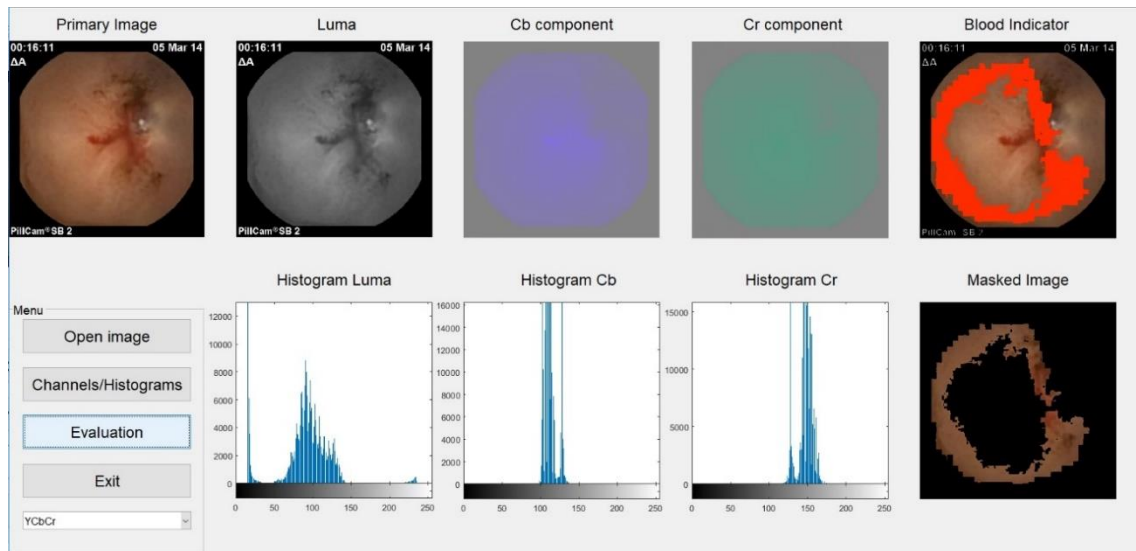 Primary Image
Luma
Cb component
Cr component
Blood Indicator
00:16:11 05 Mar 14
ΔA
PillCam®SB 2
00:16:11 05 Mar 14
ΔA
PillCam®SB 2
00:16:11 05 Mar 14
ΔA
PillCam SB 2
Menu
Open image
Channels/Histograms
Evaluation
Exit
YCbCr
Histogram Luma
12000
10000
8000
6000
4000
2000
0
0 50 100 150 200 250
Histogram Cb
16000
14000
12000
10000
8000
6000
4000
2000
0
0 50 100 150 200 250
Histogram Cr
15000
10000
5000
0
0 50 100 150 200 250
Masked Image